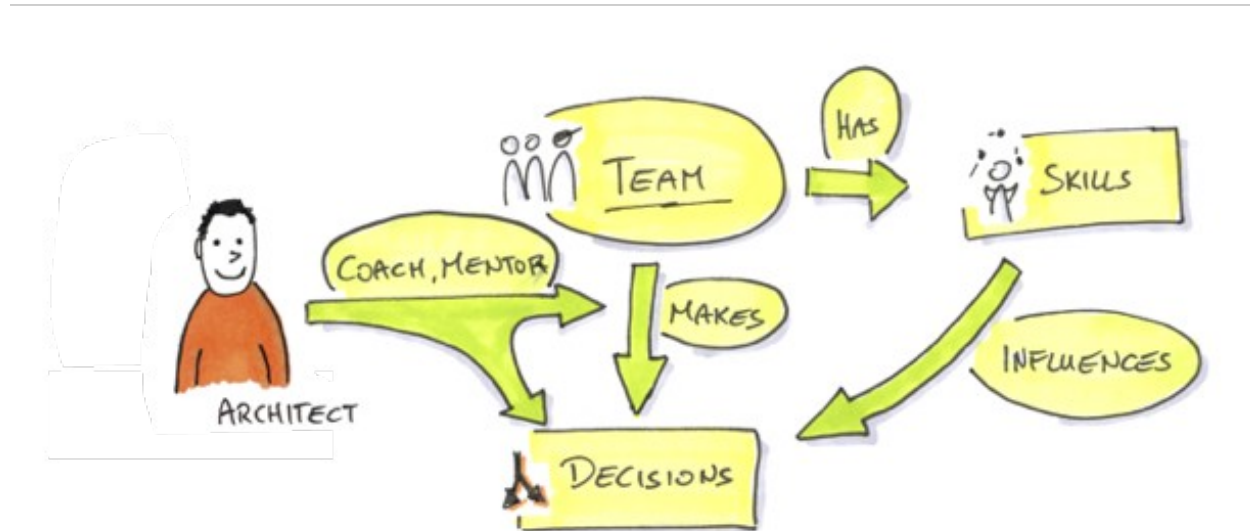 HAS
TEAM
SKILLS
COACH, MENTOR
MAKES
INFLUENCES
ARCHITECT
DECISIONS